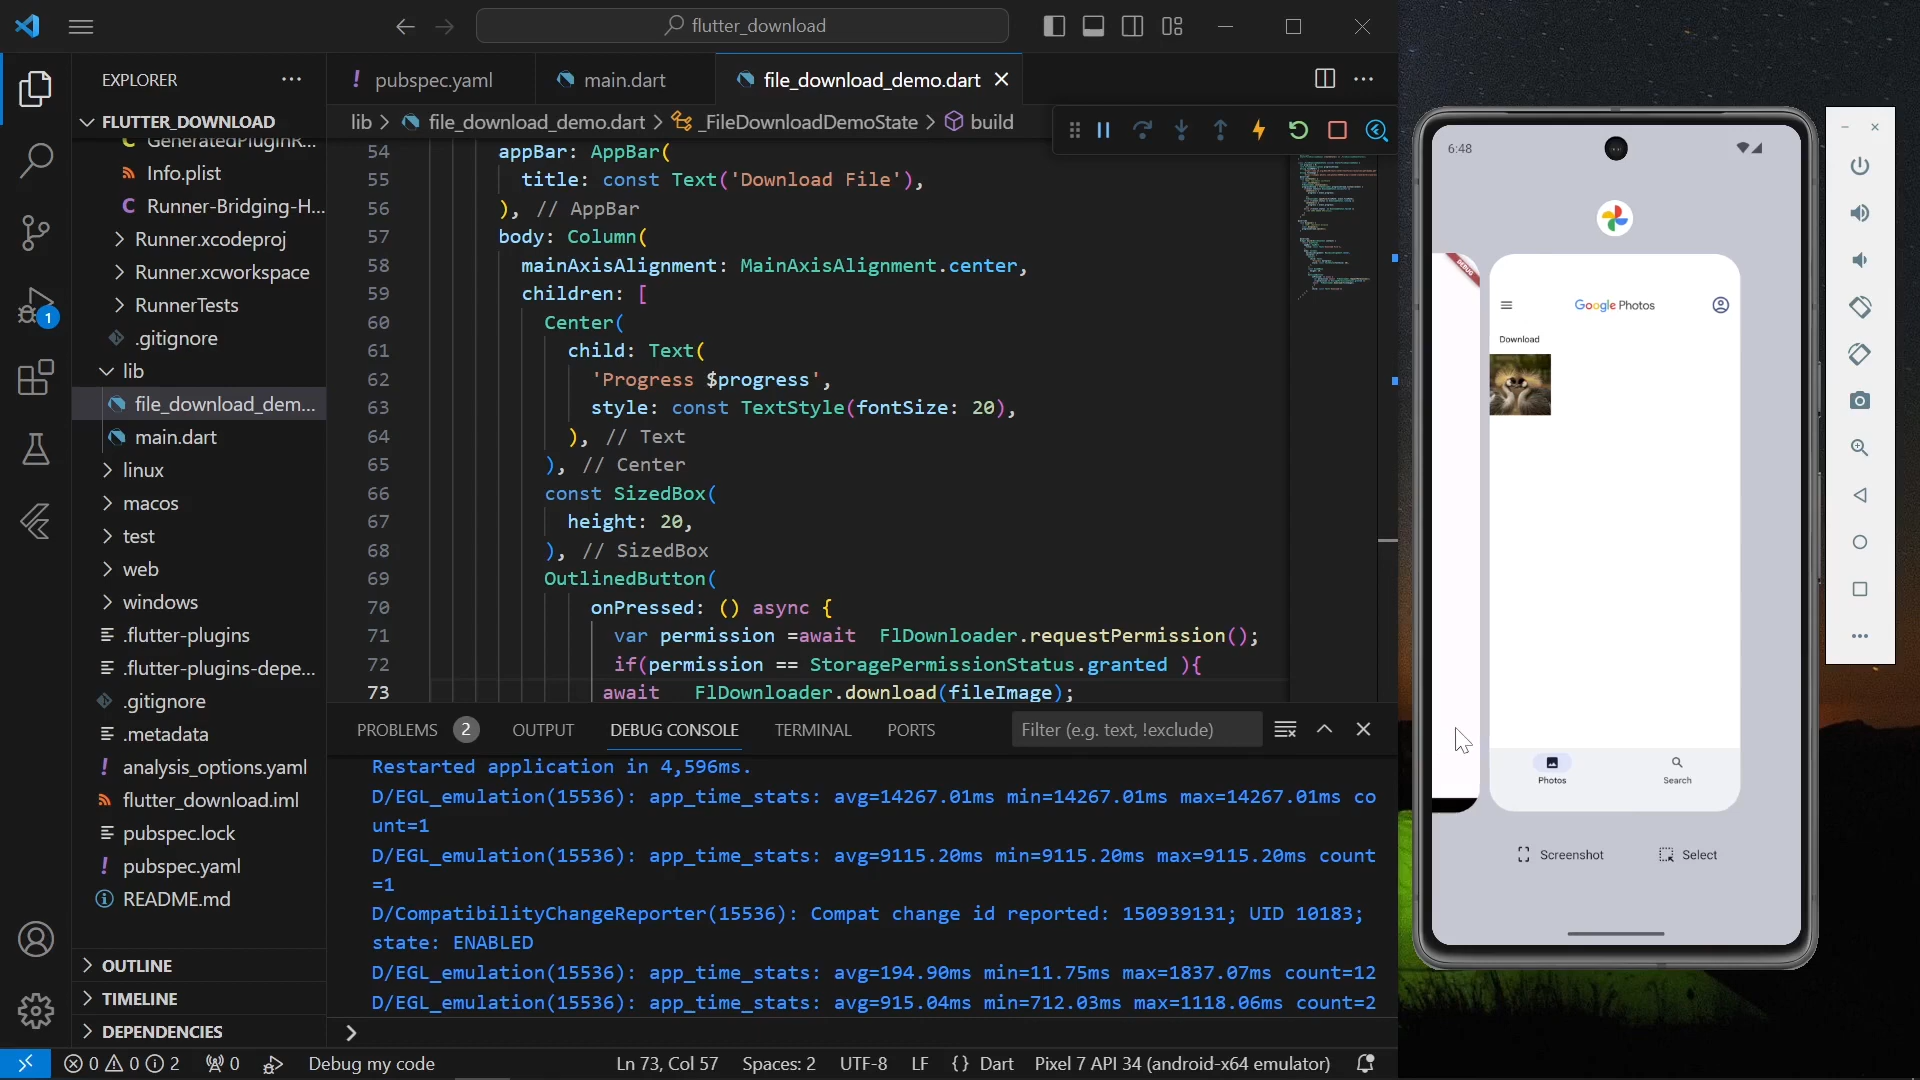 flutter_download
EXPLORER
FLUTTER_DOWNLOAD
GeneratedPluginR...
Info.plist
Runner-Bridging-H...
Runner.xcodeproj
Runner.xcworkspace
RunnerTests
.gitignore
lib
file_download_dem...
main.dart
linux
macos
test
web
windows
.flutter-plugins
.flutter-plugins-depe...
.gitignore
.metadata
analysis_options.yaml
flutter_download.iml
pubspec.lock
pubspec.yaml
README.md
OUTLINE
TIMELINE
DEPENDENCIES
1
pubspec.yaml
main.dart
file_download_demo.dart
lib > file_download_demo.dart > _FileDownloadDemoState > build
54 appBar: AppBar(
55 title: const Text('Download File'),
56 ), // AppBar
57 body: Column(
58 mainAxisAlignment: MainAxisAlignment.center,
59 children: [
60 Center(
61 child: Text(
62 'Progress $progress',
63 style: const TextStyle(fontSize: 20),
64 ), // Text
65 ), // Center
66 const SizedBox(
67 height: 20,
68 ), // SizedBox
69 OutlinedButton(
70 onPressed: () async {
71 var permission =await  FlDownloader.requestPermission();
72 if(permission == StoragePermissionStatus.granted ){
73 await   FlDownloader.download(fileImage);
PROBLEMS 2 OUTPUT DEBUG CONSOLE TERMINAL PORTS Filter (e.g. text, !exclude)
Restarted application in 4,596ms.
D/EGL_emulation(15536): app_time_stats: avg=14267.01ms min=14267.01ms max=14267.01ms co
unt=1
D/EGL_emulation(15536): app_time_stats: avg=9115.20ms min=9115.20ms max=9115.20ms count
=1
D/CompatibilityChangeReporter(15536): Compat change id reported: 150939131; UID 10183;
state: ENABLED
D/EGL_emulation(15536): app_time_stats: avg=194.90ms min=11.75ms max=1837.07ms count=12
D/EGL_emulation(15536): app_time_stats: avg=915.04ms min=712.03ms max=1118.06ms count=2
0 0 2 0 Debug my code Ln 73, Col 57 Spaces: 2 UTF-8 LF {} Dart Pixel 7 API 34 (android-x64 emulator)
6:48
DEBUG
Google Photos
Download
Photos
Search
Screenshot
Select